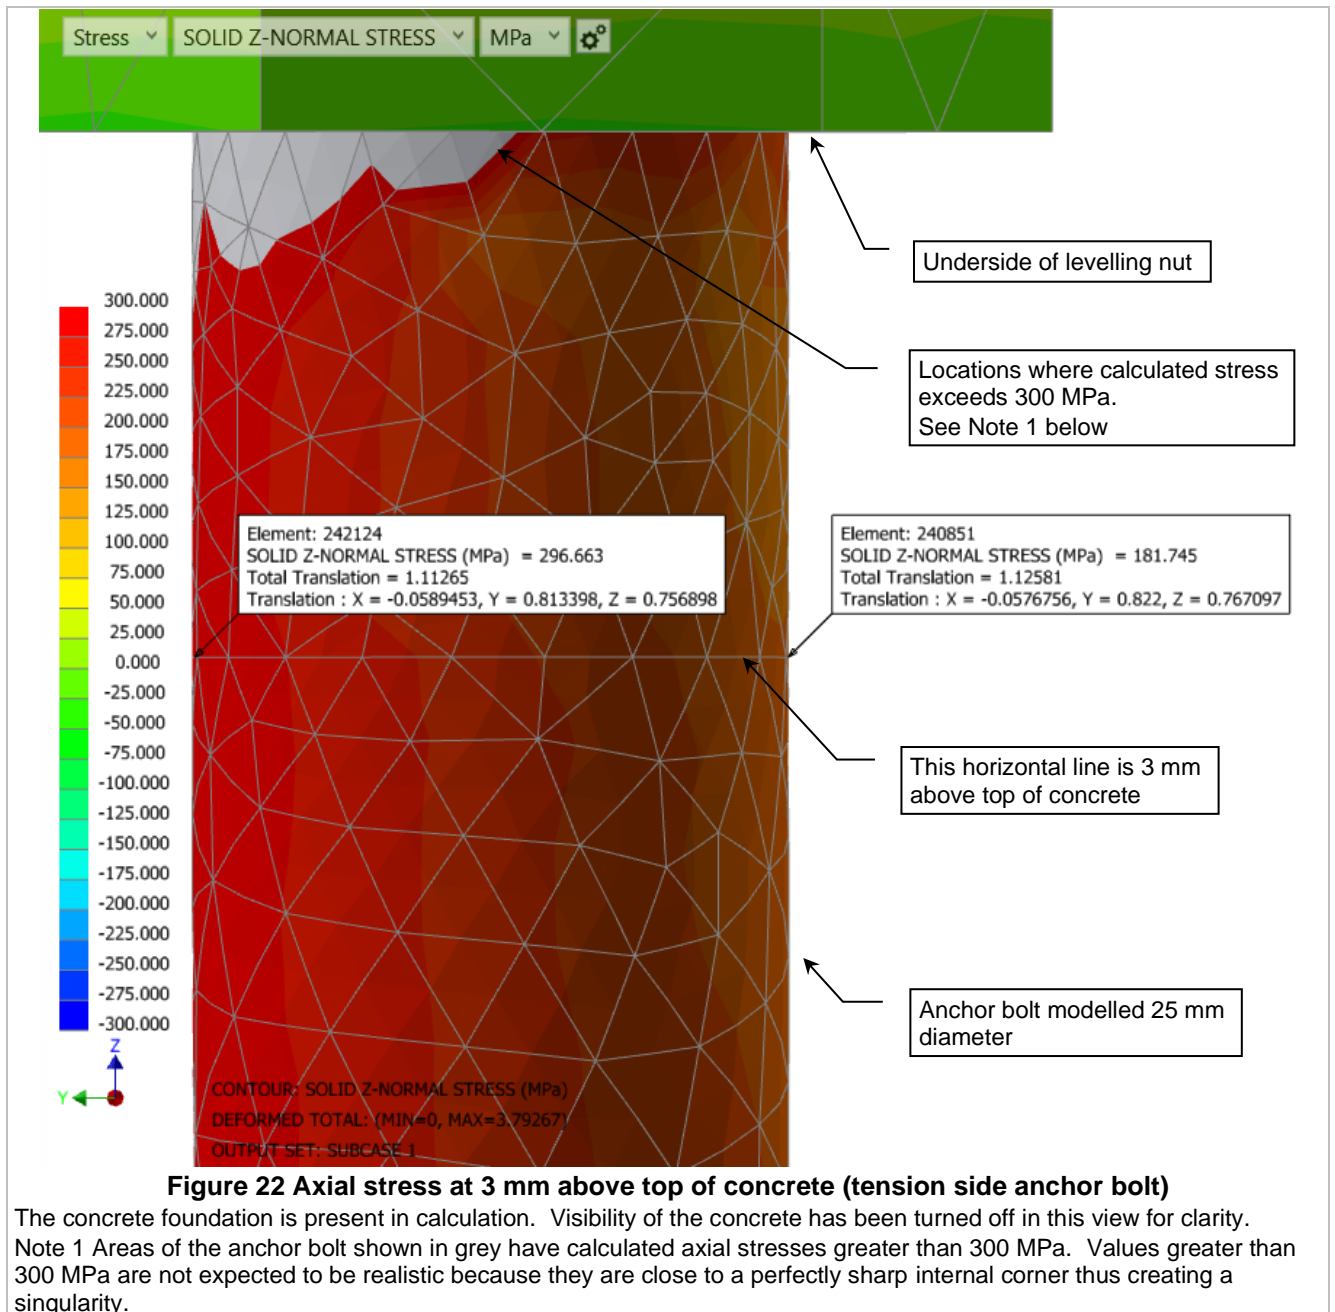 Stress SOLID Z-NORMAL STRESS MPa
Underside of levelling nut
Locations where calculated stress
exceeds 300 MPa.
See Note 1 below
300.000
275.000
250.000
225.000
200.000
175.000
150.000
125.000
100.000
75.000
50.000
25.000
0.000
-25.000
-50.000
-75.000
-100.000
-125.000
-150.000
-175.000
-200.000
-225.000
-250.000
-275.000
-300.000
Element: 242124
SOLID Z-NORMAL STRESS (MPa) = 296.663
Total Translation = 1.11265
Translation : X = -0.0589453, Y = 0.813398, Z = 0.756898
Element: 240851
SOLID Z-NORMAL STRESS (MPa) = 181.745
Total Translation = 1.12581
Translation : X = -0.0576756, Y = 0.822, Z = 0.767097
This horizontal line is 3 mm
above top of concrete
Anchor bolt modelled 25 mm
diameter
Z
Y
CONTOUR: SOLID Z-NORMAL STRESS (MPa)
DEFORMED TOTAL: (MIN=0, MAX=3.79267)
OUTPUT SET: SUBCASE 1
Figure 22 Axial stress at 3 mm above top of concrete (tension side anchor bolt)
The concrete foundation is present in calculation. Visibility of the concrete has been turned off in this view for clarity.
Note 1 Areas of the anchor bolt shown in grey have calculated axial stresses greater than 300 MPa. Values greater than
300 MPa are not expected to be realistic because they are close to a perfectly sharp internal corner thus creating a
singularity.